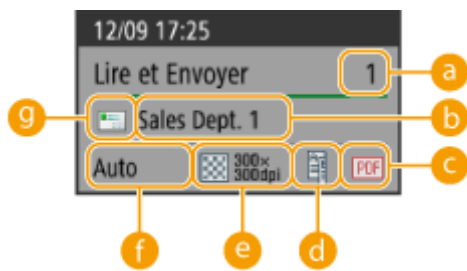 12/09 17:25
Lire et Envoyer 1
a
g Sales Dept. 1 b
Auto 300×
300dpi PDF c
f e d